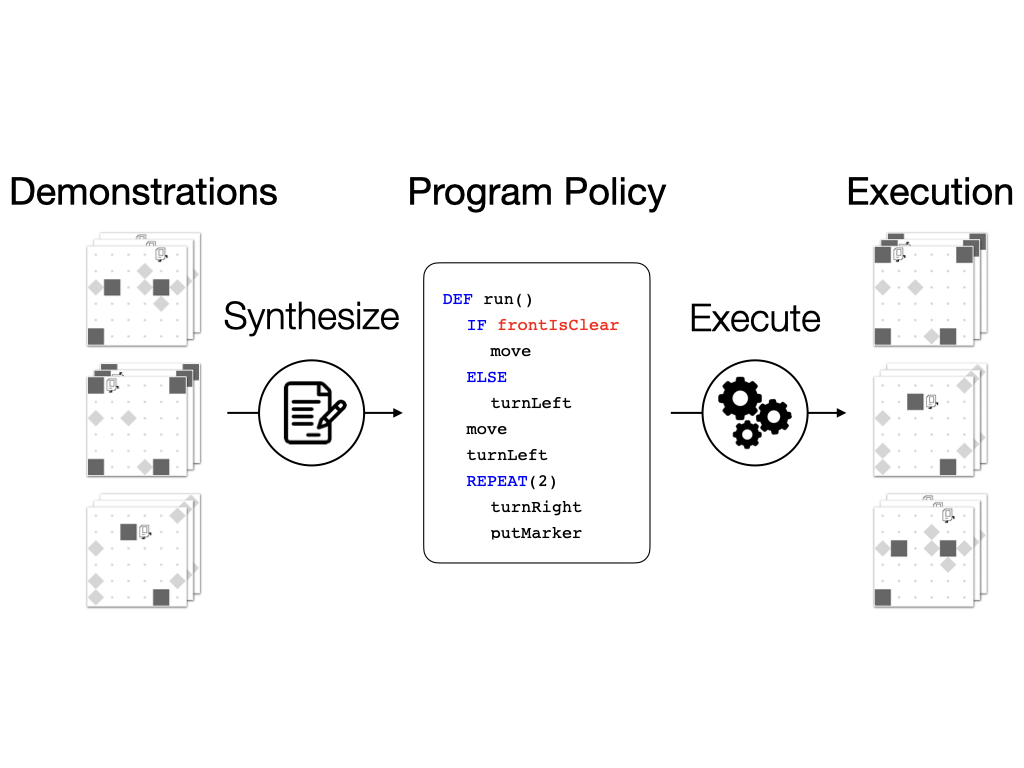 Demonstrations
Program Policy
Execution
Synthesize
DEF run()
IF frontIsClear
move
ELSE
turnLeft
move
turnLeft
REPEAT(2)
turnRight
putMarker
Execute